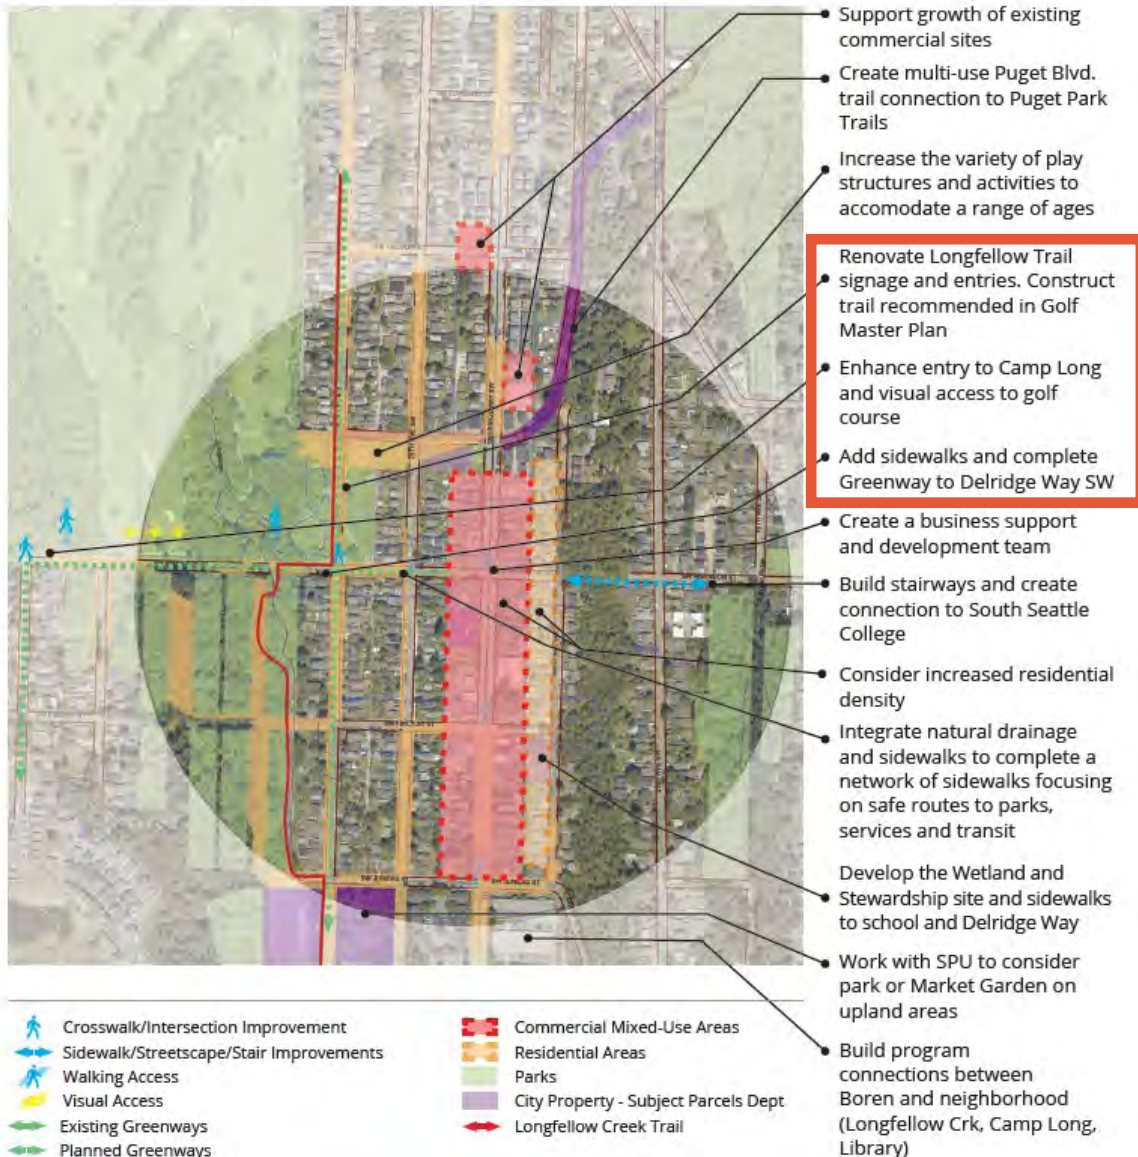 Support growth of existing
commercial sites
Create multi-use Puget Blvd.
trail connection to Puget Park
Trails
Increase the variety of play
structures and activities to
accomodate a range of ages
Renovate Longfellow Trail
signage and entries. Construct
trail recommended in Golf
Master Plan
Enhance entry to Camp Long
and visual access to golf
course
Add sidewalks and complete
Greenway to Delridge Way SW
Create a business support
and development team
Build stairways and create
connection to South Seattle
College
Consider increased residential
density
Integrate natural drainage
and sidewalks to complete a
network of sidewalks focusing
on safe routes to parks,
services and transit
Develop the Wetland and
Stewardship site and sidewalks
to school and Delridge Way
Work with SPU to consider
park or Market Garden on
upland areas
Build program
connections between
Boren and neighborhood
(Longfellow Crk, Camp Long,
Library)
Crosswalk/Intersection Improvement
Sidewalk/Streetscape/Stair Improvements
Walking Access
Visual Access
Existing Greenways
Planned Greenways
Commercial Mixed-Use Areas
Residential Areas
Parks
City Property - Subject Parcels Dept
Longfellow Creek Trail